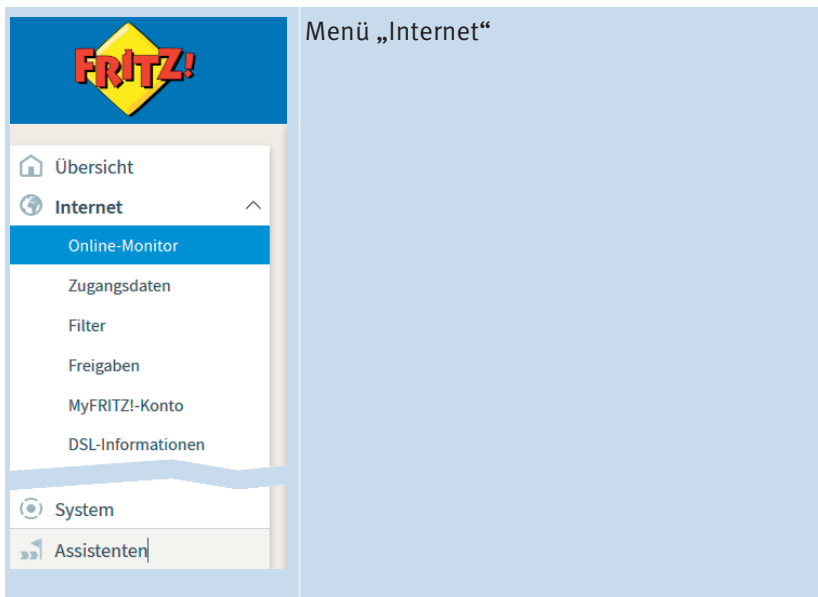 FRITZ!
Menü „Internet“
Übersicht
Internet
Online-Monitor
Zugangsdaten
Filter
Freigaben
MyFRITZ!-Konto
DSL-Informationen
System
Assistenten